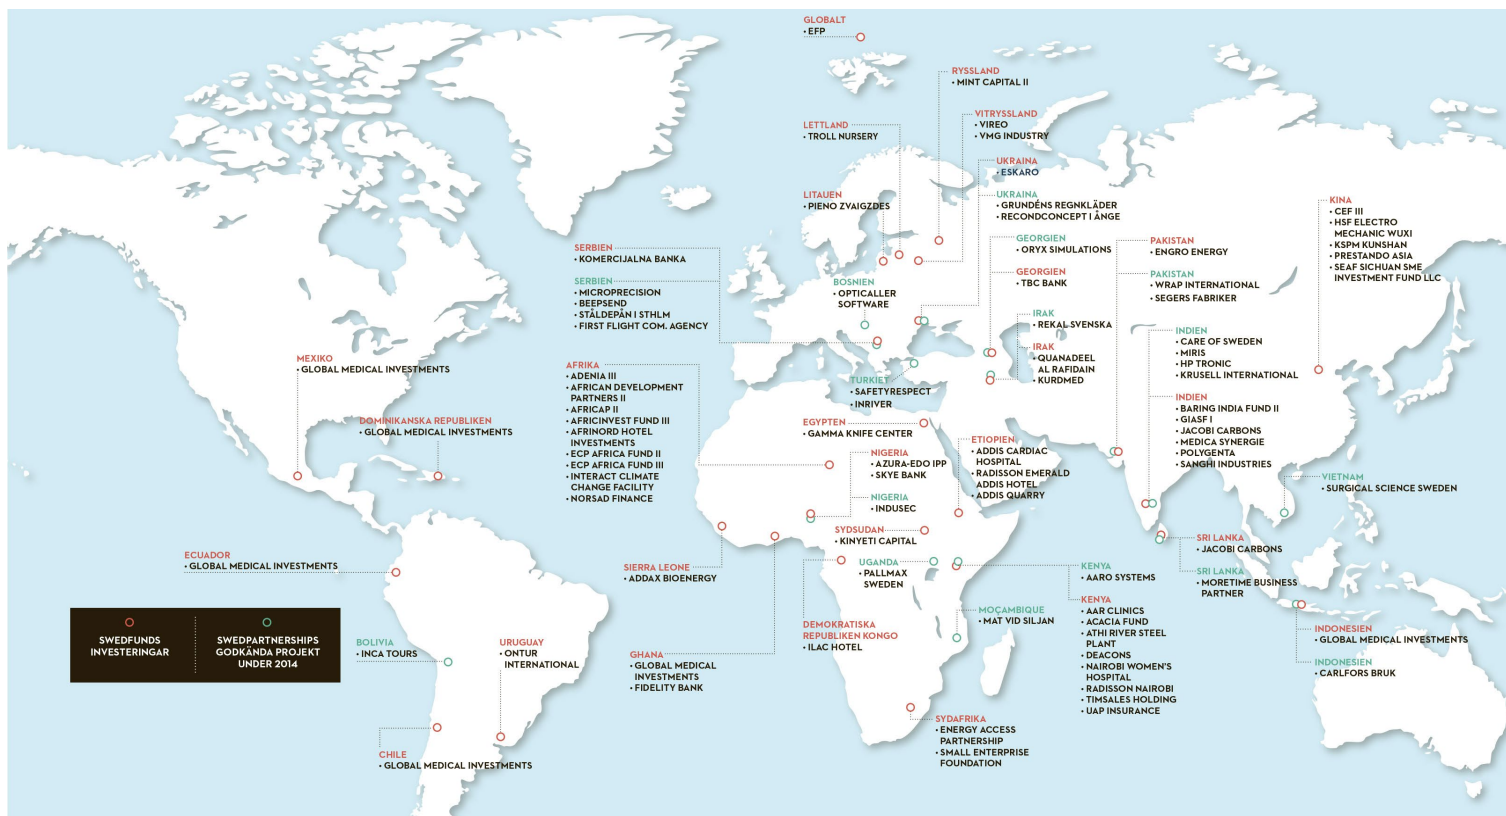 GLOBALT
• EFP
RYSSLAND
• MINT CAPITAL II
LETTLAND
• TROLL NURSERY
VITRYSSLAND
• VIREO
• VMG INDUSTRY
UKRAINA
• ESKARO
UKRAINA
• GRUNDÉNS REGNKLÄDER
• RECONDCONCEPT I ÅNGE
LITAUEN
• PIENO ZVAIGZDES
GEORGIEN
• ORYX SIMULATIONS
GEORGIEN
• TBC BANK
PAKISTAN
• ENGRO ENERGY
PAKISTAN
• WRAP INTERNATIONAL
• SEGERS FABRIKER
KINA
• CEF III
• HSF ELECTRO
MECHANIC WUXI
• KSPM KUNSHAN
• PRESTANDO ASIA
• SEAF SICHUAN SME
INVESTMENT FUND LLC
SERBIEN
• KOMERCIJALNA BANKA
SERBIEN
• MICROPRECISION
• BEEPSEND
• STÅLDEPÅN I STHLM
• FIRST FLIGHT COM. AGENCY
BOSNIEN
• OPTICALLER
SOFTWARE
IRAK
• REKAL SVENSKA
IRAK
• QUANADEEL
AL RAFIDAIN
• KURDMED
INDIEN
• CARE OF SWEDEN
• MIRIS
• HP TRONIC
• KRUSELL INTERNATIONAL
INDIEN
• BARING INDIA FUND II
• GIASF I
• JACOBI CARBONS
• MEDICA SYNERGIE
• POLYGENTA
• SANGHI INDUSTRIES
MEXIKO
• GLOBAL MEDICAL INVESTMENTS
DOMINIKANSKA REPUBLIKEN
• GLOBAL MEDICAL INVESTMENTS
AFRIKA
• ADENIA III
• AFRICAN DEVELOPMENT
PARTNERS II
• AFRICAP II
• AFRICINVEST FUND III
• AFRINORD HOTEL
INVESTMENTS
• ECP AFRICA FUND II
• ECP AFRICA FUND III
• INTERACT CLIMATE
CHANGE FACILITY
• NORSAD FINANCE
TURKIET
• SAFETYRESPECT
• INRIVER
EGYPTEN
• GAMMA KNIFE CENTER
NIGERIA
• AZURA-EDO IPP
• SKYE BANK
NIGERIA
• INDUSEC
ETIOPIEN
• ADDIS CARDIAC
HOSPITAL
• RADISSON EMERALD
ADDIS HOTEL
• ADDIS QUARRY
VIETNAM
• SURGICAL SCIENCE SWEDEN
SYDSUDAN
• KINYETI CAPITAL
SRI LANKA
• JACOBI CARBONS
SRI LANKA
• MORETIME BUSINESS
PARTNER
ECUADOR
• GLOBAL MEDICAL INVESTMENTS
SIERRA LEONE
• ADDAX BIOENERGY
UGANDA
• PALLMAX
SWEDEN
KENYA
• AARO SYSTEMS
KENYA
• AAR CLINICS
• ACACIA FUND
• ATHI RIVER STEEL
PLANT
• DEACONS
• NAIROBI WOMEN'S
HOSPITAL
• RADISSON NAIROBI
• TIMSALES HOLDING
• UAP INSURANCE
MOÇAMBIQUE
• MAT VID SILJAN
DEMOKRATISKA
REPUBLIKEN KONGO
• ILAC HOTEL
INDONESIEN
• GLOBAL MEDICAL INVESTMENTS
INDONESIEN
• CARLFORS BRUK
SWEDFUNDS
INVESTERINGAR
SWEDPARTNERSHIPS
GODKÄNDA PROJEKT
UNDER 2014
BOLIVIA
• INCA TOURS
URUGUAY
• ONTUR
INTERNATIONAL
GHANA
• GLOBAL MEDICAL
INVESTMENTS
• FIDELITY BANK
SYDAFRIKA
• ENERGY ACCESS
PARTNERSHIP
• SMALL ENTERPRISE
FOUNDATION
CHILE
• GLOBAL MEDICAL INVESTMENTS